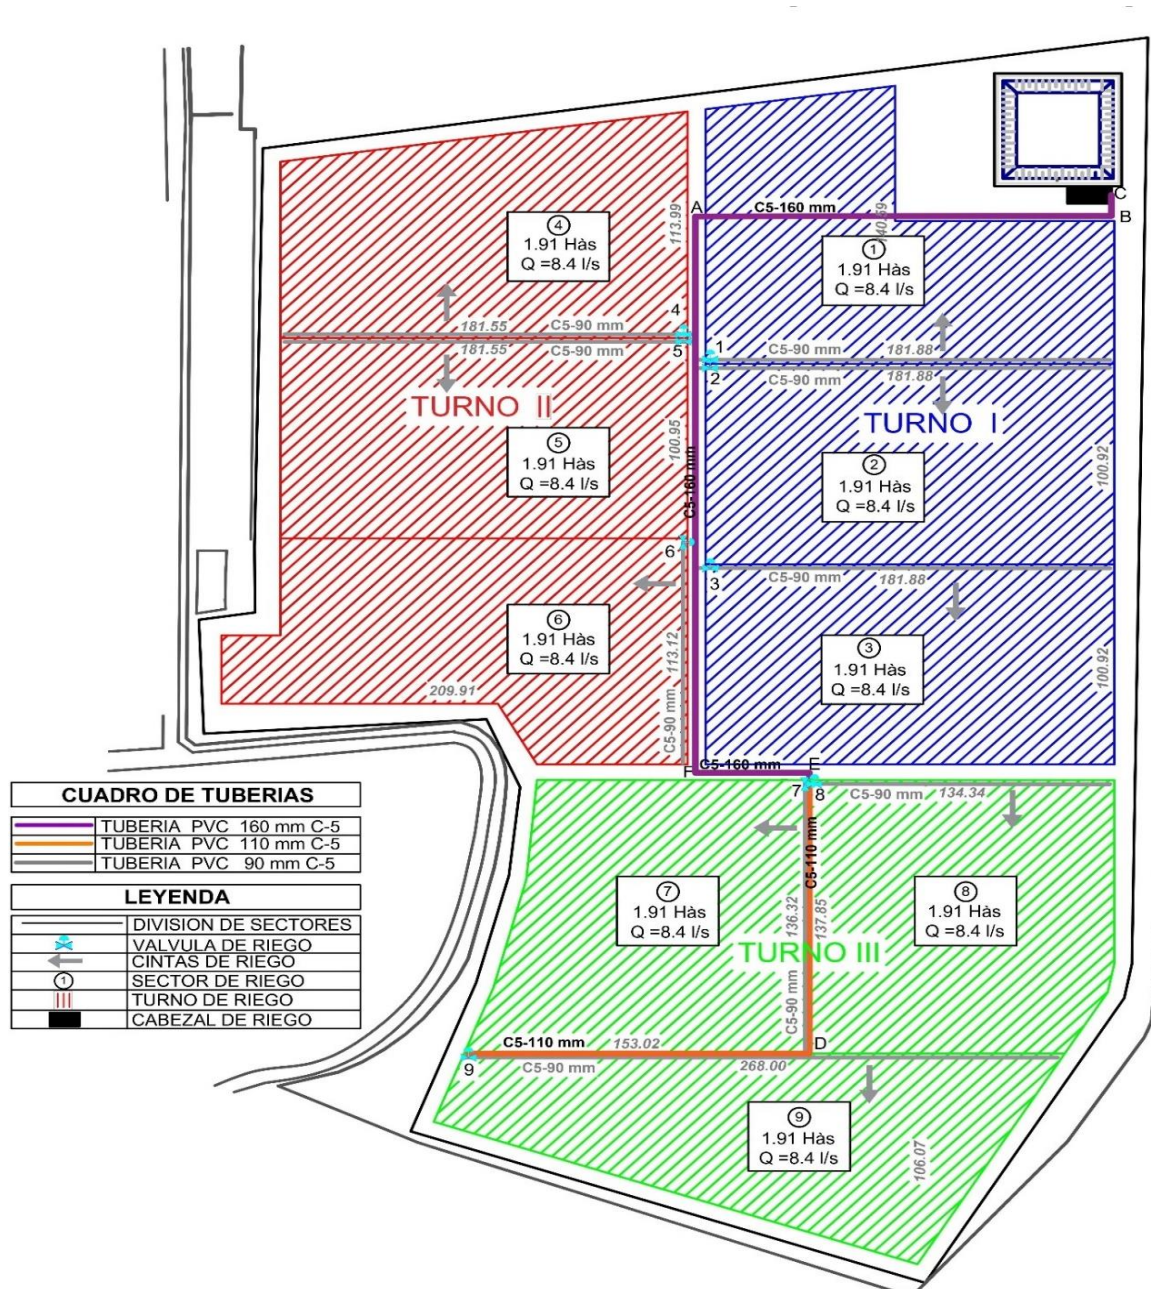 C
B
A
C5-160 mm
140.69
113.99
④
1.91 Hàs
Q =8.4 l/s
①
1.91 Hàs
Q =8.4 l/s
4
181.55
C5-90 mm
181.55
C5-90 mm
5
1
C5-90 mm
181.88
2
C5-90 mm
181.88
TURNO II
TURNO I
100.95
C5-160 mm
⑤
1.91 Hàs
Q =8.4 l/s
②
1.91 Hàs
Q =8.4 l/s
100.92
6
3
C5-90 mm
181.88
⑥
1.91 Hàs
Q =8.4 l/s
113.12
C5-90 mm
③
1.91 Hàs
Q =8.4 l/s
100.92
209.91
F
C5-160 mm
E
7
8
C5-90 mm
134.34
CUADRO DE TUBERIAS
TUBERIA PVC 160 mm C-5
TUBERIA PVC 110 mm C-5
TUBERIA PVC 90 mm C-5
LEYENDA
DIVISION DE SECTORES
VALVULA DE RIEGO
CINTAS DE RIEGO
① SECTOR DE RIEGO
TURNO DE RIEGO
CABEZAL DE RIEGO
C5-110 mm
⑦
1.91 Hàs
Q =8.4 l/s
136.32
137.85
⑧
1.91 Hàs
Q =8.4 l/s
TURNO III
C5-90 mm
D
C5-110 mm
153.02
9
C5-90 mm
268.00
⑨
1.91 Hàs
Q =8.4 l/s
106.07